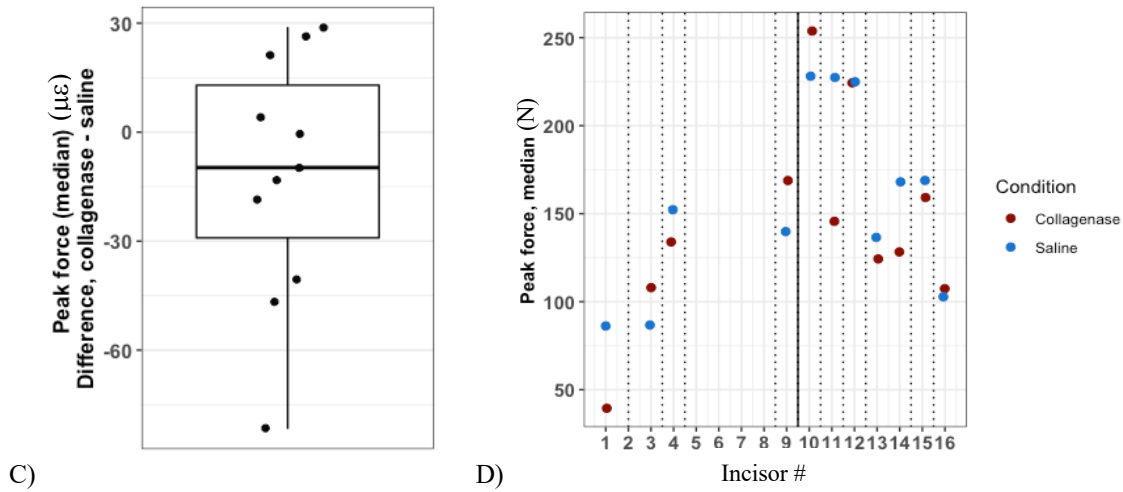 Peak force (median) (με)
Difference, collagenase - saline
30
0
-30
-60
C)
Peak force, median (N)
250
200
150
100
50
1 2 3 4 5 6 7 8 9 10 11 12 13 14 15 16
Incisor #
D)
Condition
Collagenase
Saline